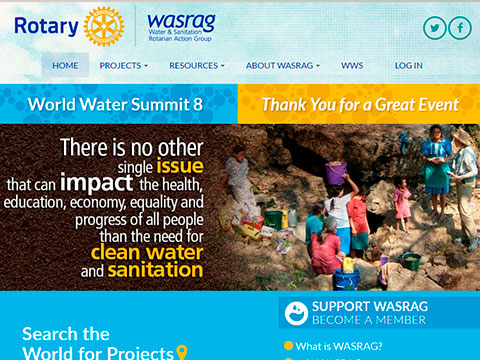 Rotary
wasrag
Water & Sanitation
Rotarian Action Group
HOME PROJECTS RESOURCES ABOUT WASRAG WWS LOG IN
World Water Summit 8
Thank You for a Great Event
There is no other
single issue
that can impact the health,
education, economy, equality and
progress of all people
than the need for
clean water
and sanitation
SUPPORT WASRAG
BECOME A MEMBER
Search the
World for Projects
What is WASRAG?